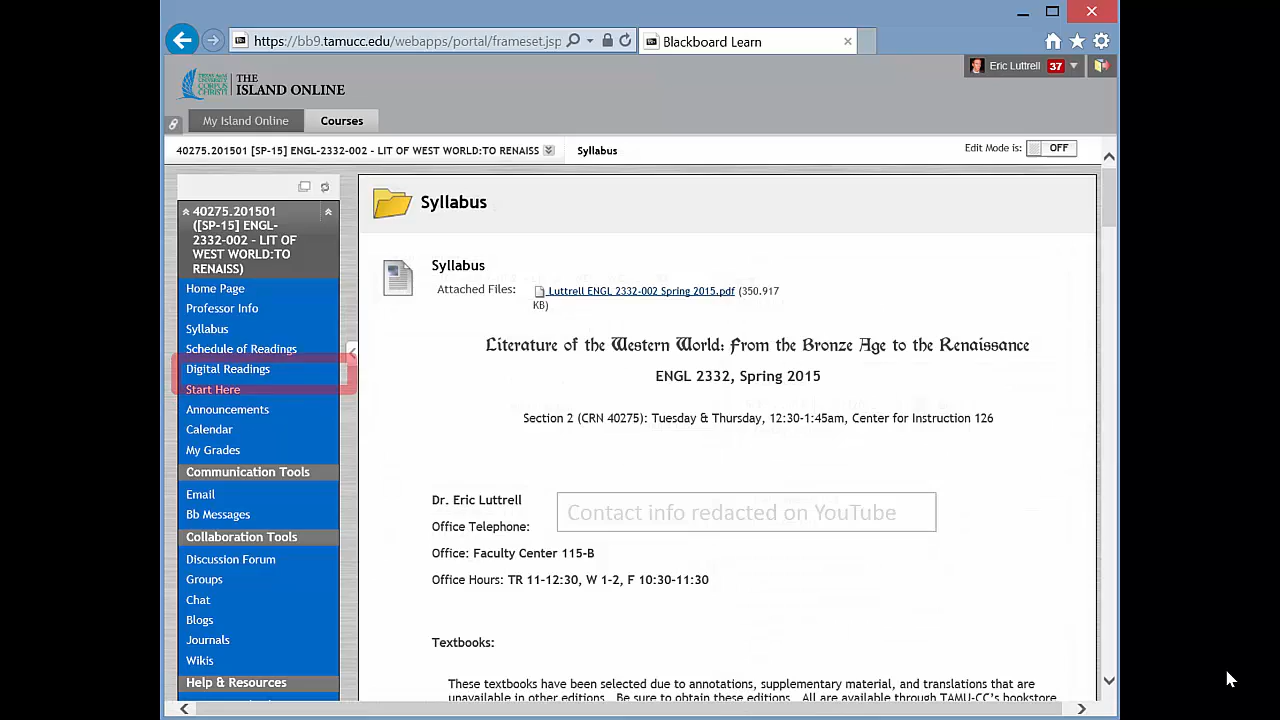 https://bb9.tamucc.edu/webapps/portal/frameset.jsp
Blackboard Learn
THE
ISLAND ONLINE
Eric Luttrell 37
My Island Online
Courses
40275.201501 [SP-15] ENGL-2332-002 - LIT OF WEST WORLD:TO RENAISS
Syllabus
Edit Mode is: OFF
40275.201501
([SP-15] ENGL-
2332-002 - LIT OF
WEST WORLD:TO
RENAISS)
Home Page
Professor Info
Syllabus
Schedule of Readings
Digital Readings
Start Here
Announcements
Calendar
My Grades
Communication Tools
Email
Bb Messages
Collaboration Tools
Discussion Forum
Groups
Chat
Blogs
Journals
Wikis
Help & Resources
Syllabus
Syllabus
Attached Files: Luttrell ENGL 2332-002 Spring 2015.pdf (350.917
KB)
Literature of the Western World: From the Bronze Age to the Renaissance
ENGL 2332, Spring 2015
Section 2 (CRN 40275): Tuesday & Thursday, 12:30-1:45am, Center for Instruction 126
Dr. Eric Luttrell
Contact info redacted on YouTube
Office Telephone:
Office: Faculty Center 115-B
Office Hours: TR 11-12:30, W 1-2, F 10:30-11:30
Textbooks:
These textbooks have been selected due to annotations, supplementary material, and translations that are
unavailable in other editions. Be sure to obtain these editions. All are available through TAMU-CC's bookstore